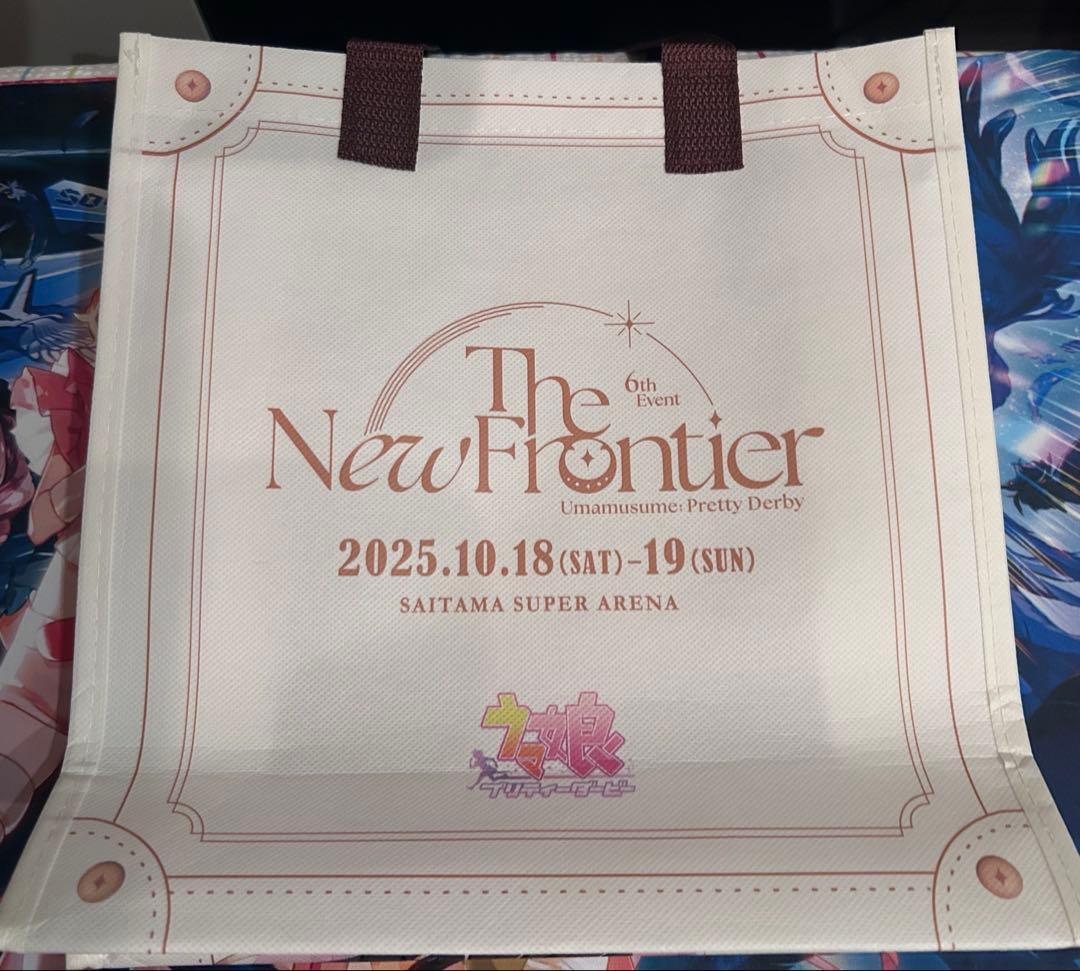 The
6th
Event
New Frontier
Umamusume: Pretty Derby
2025.10.18(SAT)–19(SUN)
SAITAMA SUPER ARENA
ウマ娘
プリティーダービー